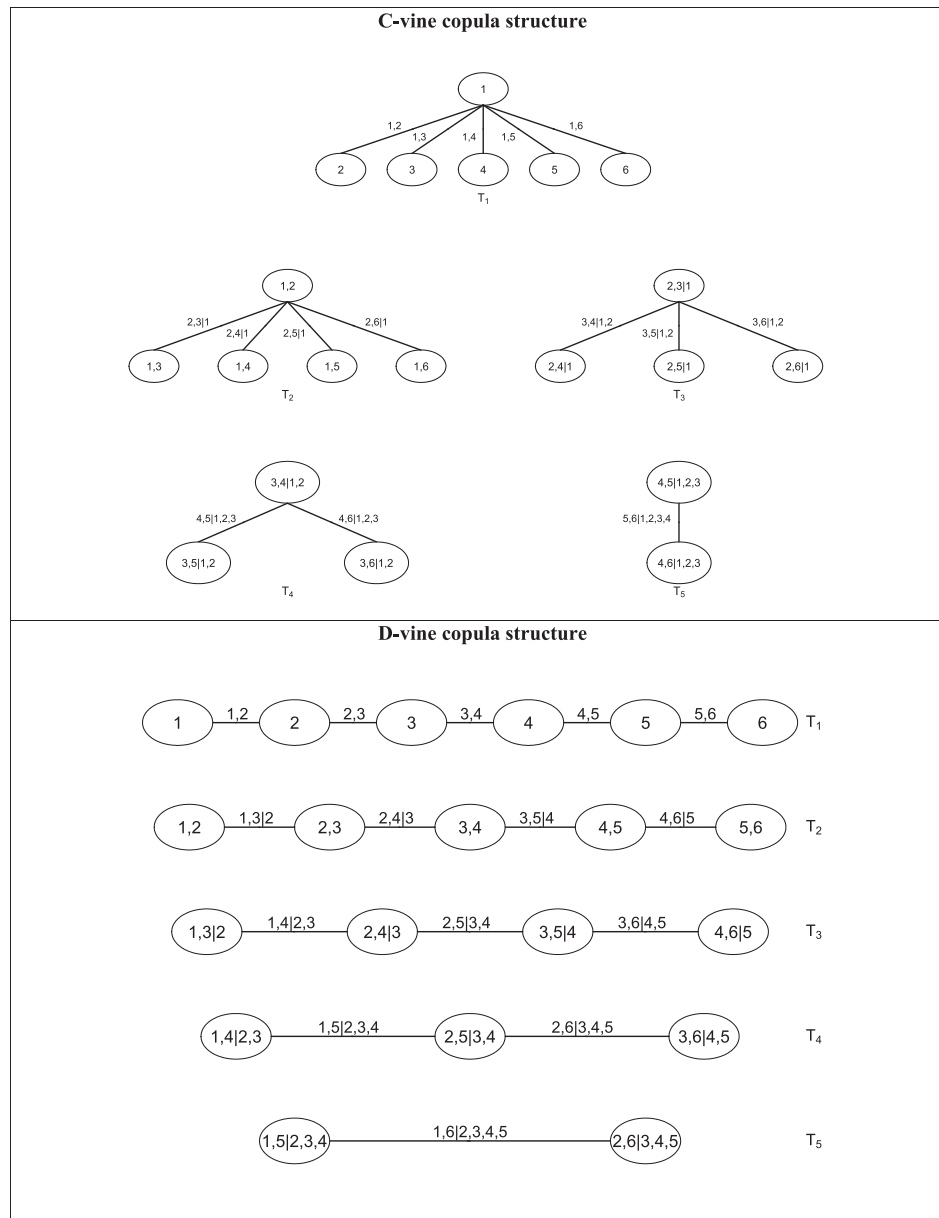 C-vine copula structure
1
1,2 1,3 1,4 1,5 1,6
2 3 4 5 6
T1
1,2
2,3|1 2,4|1 2,5|1 2,6|1
1,3 1,4 1,5 1,6
T2
2,3|1
3,4|1,2 3,5|1,2 3,6|1,2
2,4|1 2,5|1 2,6|1
T3
3,4|1,2
4,5|1,2,3 4,6|1,2,3
3,5|1,2 3,6|1,2
T4
4,5|1,2,3
5,6|1,2,3,4
4,6|1,2,3
T5
D-vine copula structure
1 1,2 2 2,3 3 3,4 4 4,5 5 5,6 6 T1
1,2 1,3|2 2,3 2,4|3 3,4 3,5|4 4,5 4,6|5 5,6 T2
1,3|2 1,4|2,3 2,4|3 2,5|3,4 3,5|4 3,6|4,5 4,6|5 T3
1,4|2,3 1,5|2,3,4 2,5|3,4 2,6|3,4,5 3,6|4,5 T4
1,5|2,3,4 1,6|2,3,4,5 2,6|3,4,5 T5